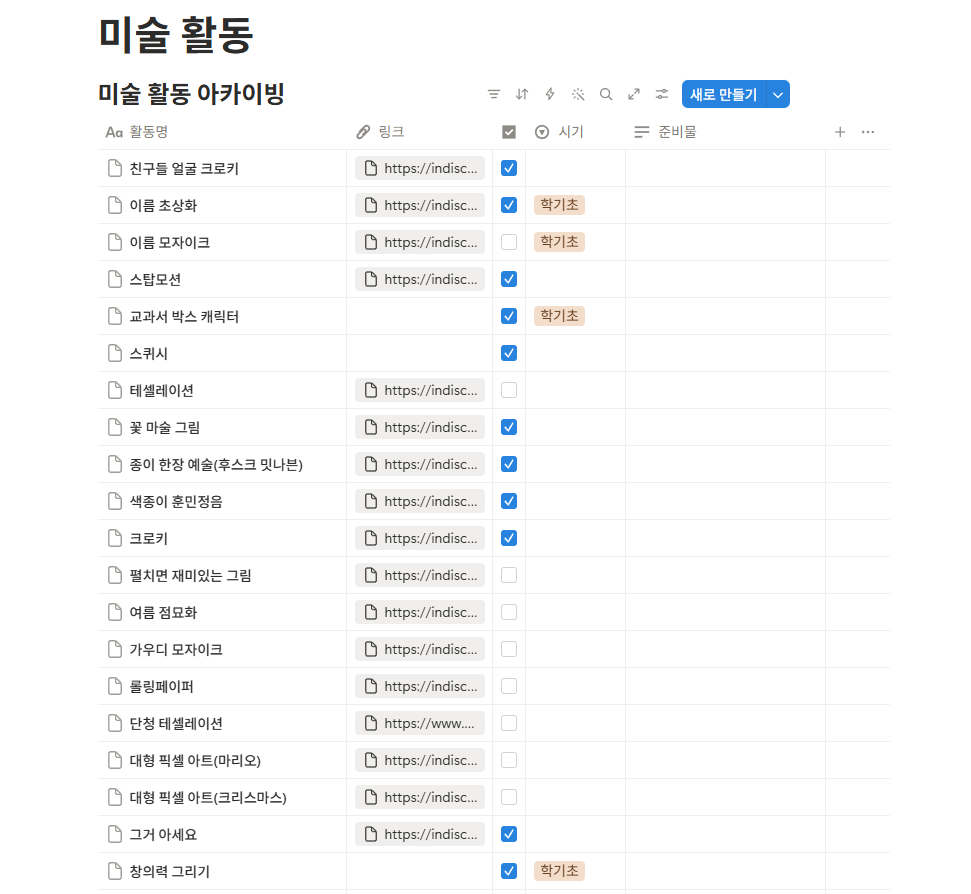 미술 활동
미술 활동 아카이빙
새로 만들기
Aa 활동명 링크 시기 준비물
친구들 얼굴 크로키 https://indisc...
이름 초상화 https://indisc... 학기초
이름 모자이크 https://indisc... 학기초
스탑모션 https://indisc...
교과서 박스 캐릭터 학기초
스퀴시
테셀레이션 https://indisc...
꽃 마술 그림 https://indisc...
종이 한장 예술(후스크 밋나븐) https://indisc...
색종이 훈민정음 https://indisc...
크로키 https://indisc...
펼치면 재미있는 그림 https://indisc...
여름 점묘화 https://indisc...
가우디 모자이크 https://indisc...
롤링페이퍼 https://indisc...
단청 테셀레이션 https://www....
대형 픽셀 아트(마리오) https://indisc...
대형 픽셀 아트(크리스마스) https://indisc...
그거 아세요 https://indisc...
창의력 그리기 학기초